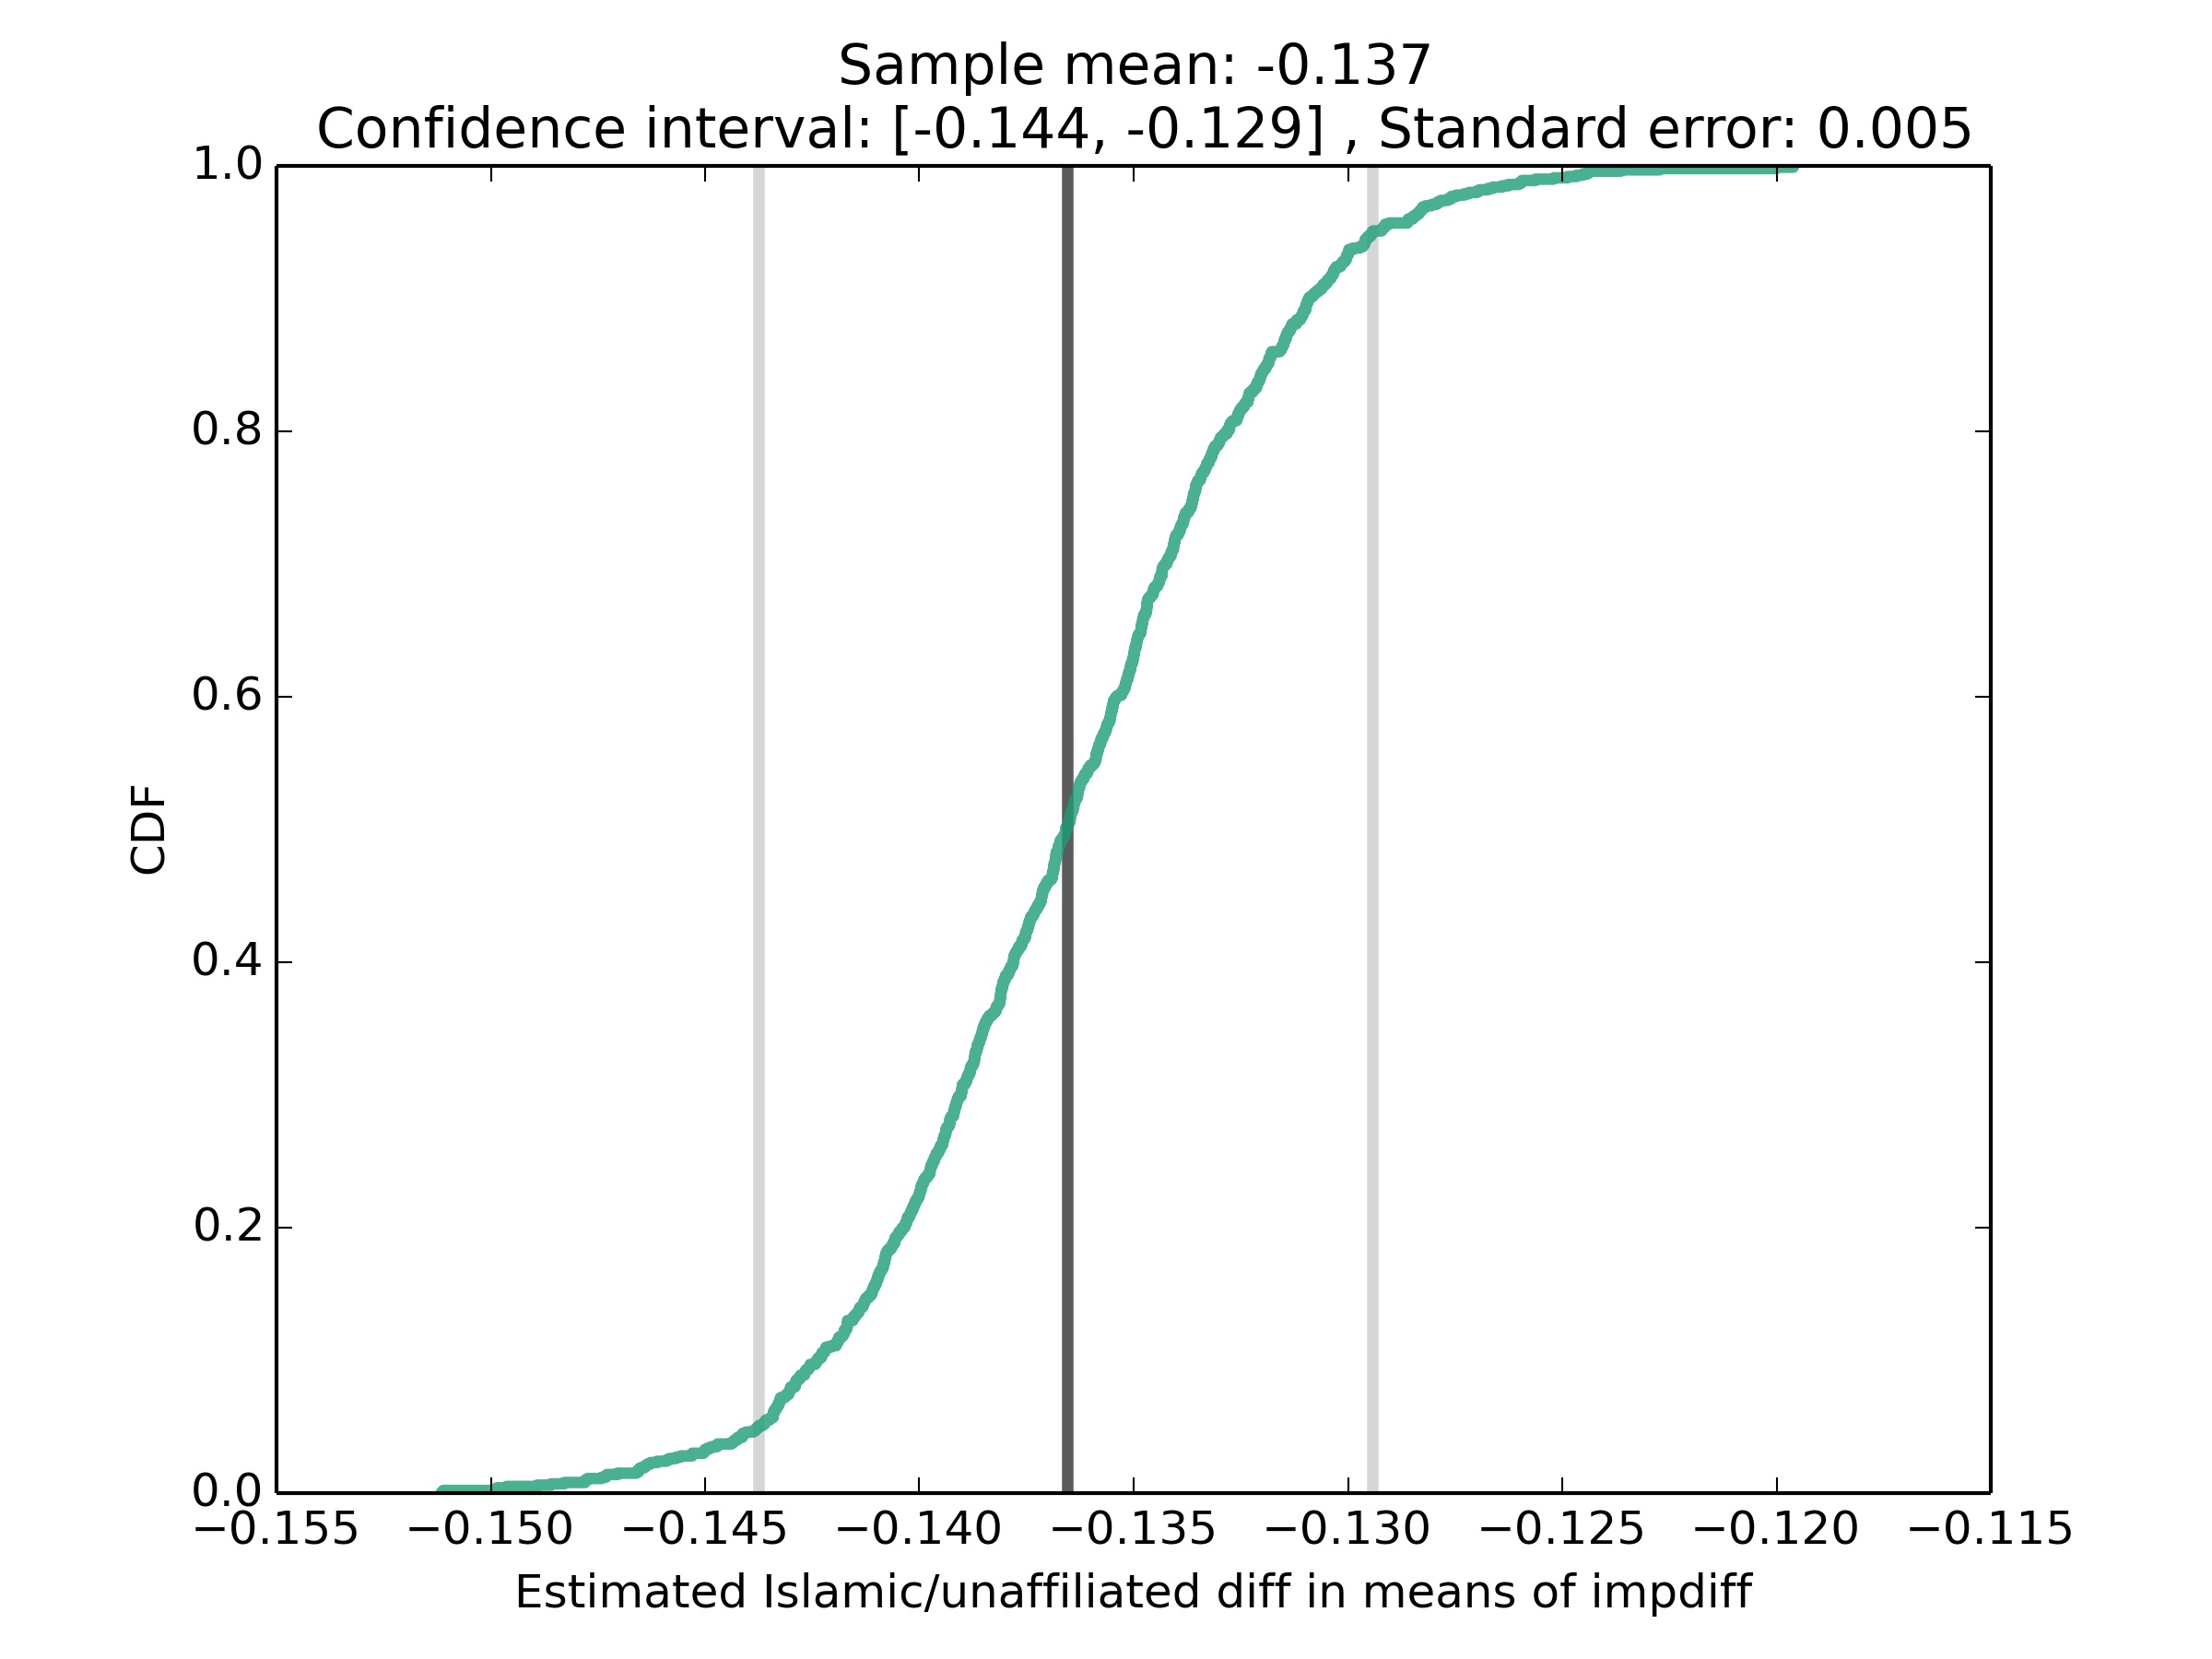 Sample mean: -0.137
Confidence interval: [-0.144, -0.129] , Standard error: 0.005
1.0
0.8
0.6
0.4
0.2
0.0
CDF
−0.155 −0.150 −0.145 −0.140 −0.135 −0.130 −0.125 −0.120 −0.115
Estimated Islamic/unaffiliated diff in means of impdiff